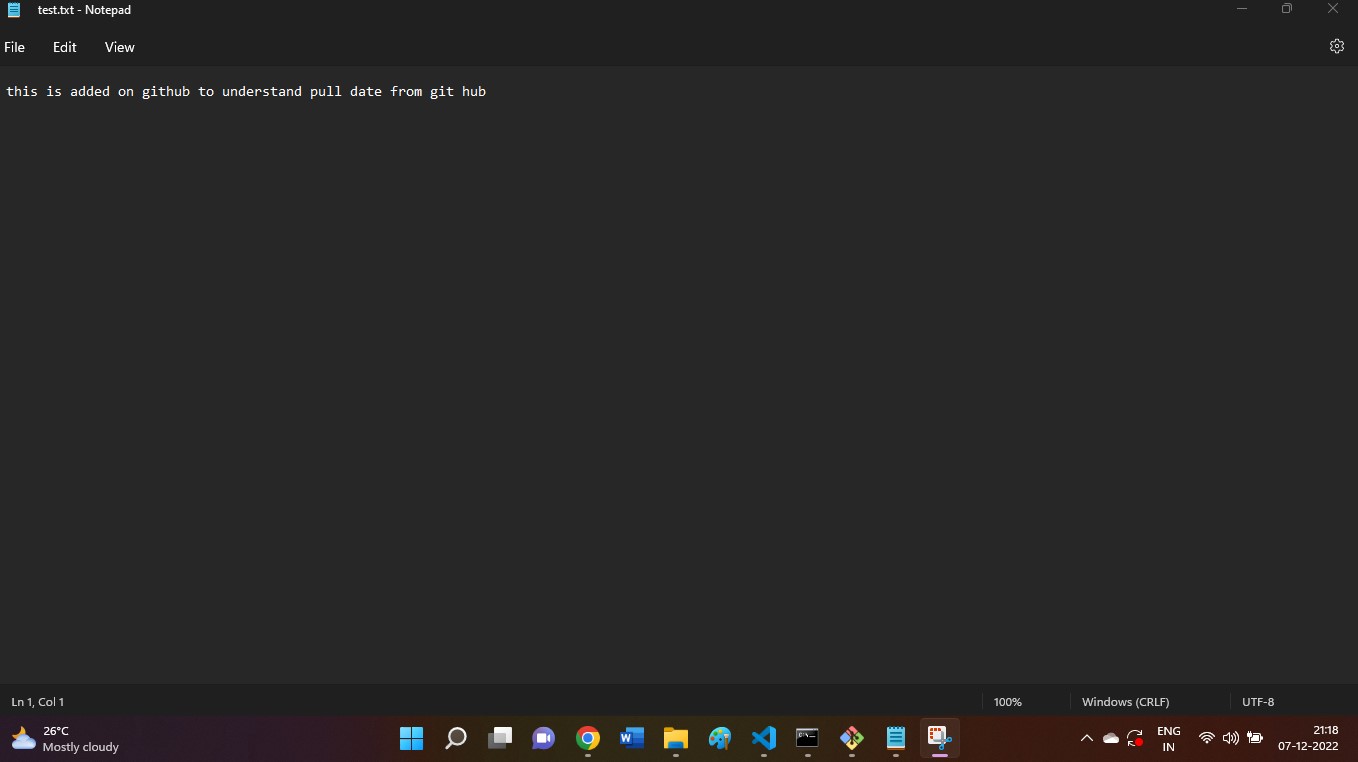 test.txt - Notepad
File Edit View
this is added on github to understand pull date from git hub
Ln 1, Col 1 100% Windows (CRLF) UTF-8
26°C
Mostly cloudy
ENG
IN
21:18
07-12-2022